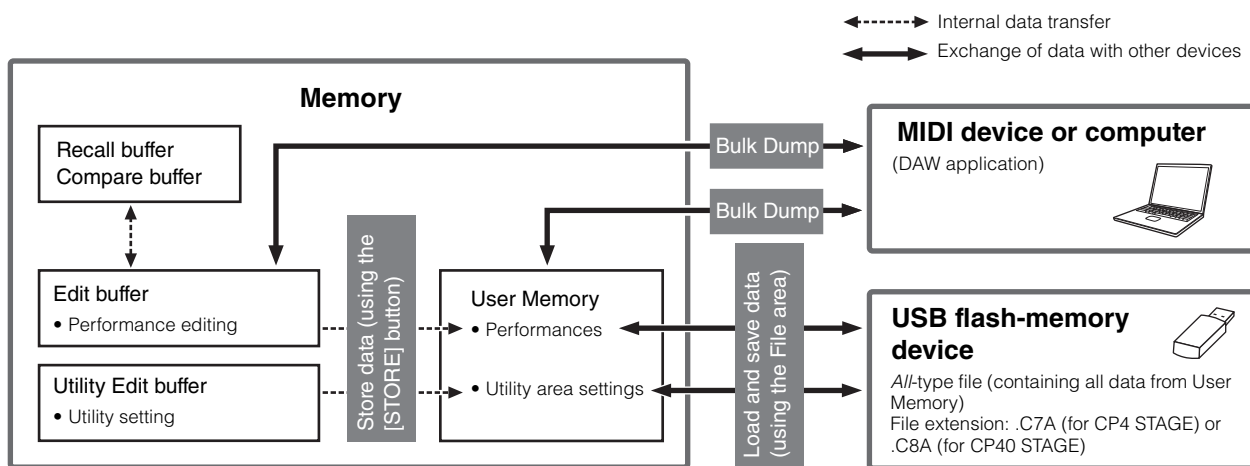 Internal data transfer
Exchange of data with other devices
Memory
Recall buffer
Compare buffer
Edit buffer
• Performance editing
Utility Edit buffer
• Utility setting
Store data (using the
[STORE] button)
User Memory
• Performances
• Utility area settings
Bulk Dump
Bulk Dump
Load and save data
(using the File area)
MIDI device or computer
(DAW application)
USB flash-memory
device
All-type file (containing all data from User
Memory)
File extension: .C7A (for CP4 STAGE) or
.C8A (for CP40 STAGE)